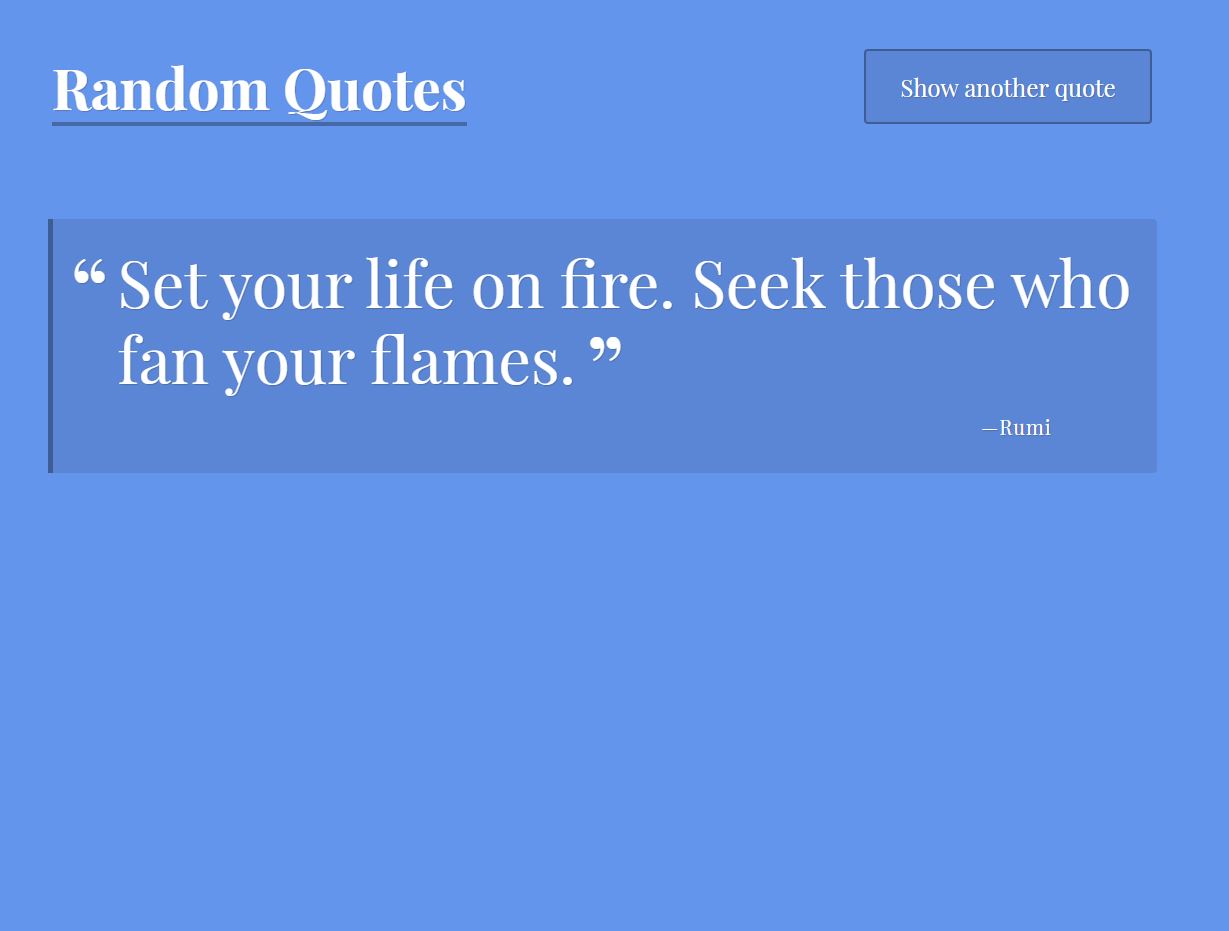 Random Quotes
Show another quote
“ Set your life on fire. Seek those who
fan your flames. ”
—Rumi